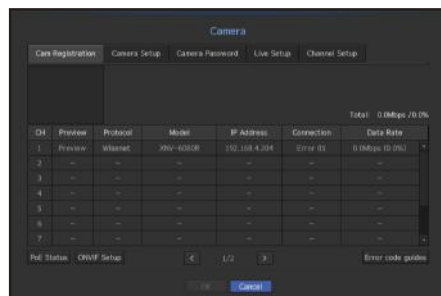 Camera
Cam Registration Camera Setup Camera Password Live Setup Channel Setup
Total: 0.0Mbps /0.0%
CH Preview Protocol Model IP Address Connection Data Rate
1 Preview Wisenet XNV-6080R 192.168.4.204 Error 01 0.0Mbps (0.0%)
2 - - - - - -
3 - - - - - -
4 - - - - - -
5 - - - - - -
6 - - - - - -
7 - - - - - -
PoE Status ONVIF Setup < 1/2 > Error code guides
OK Cancel